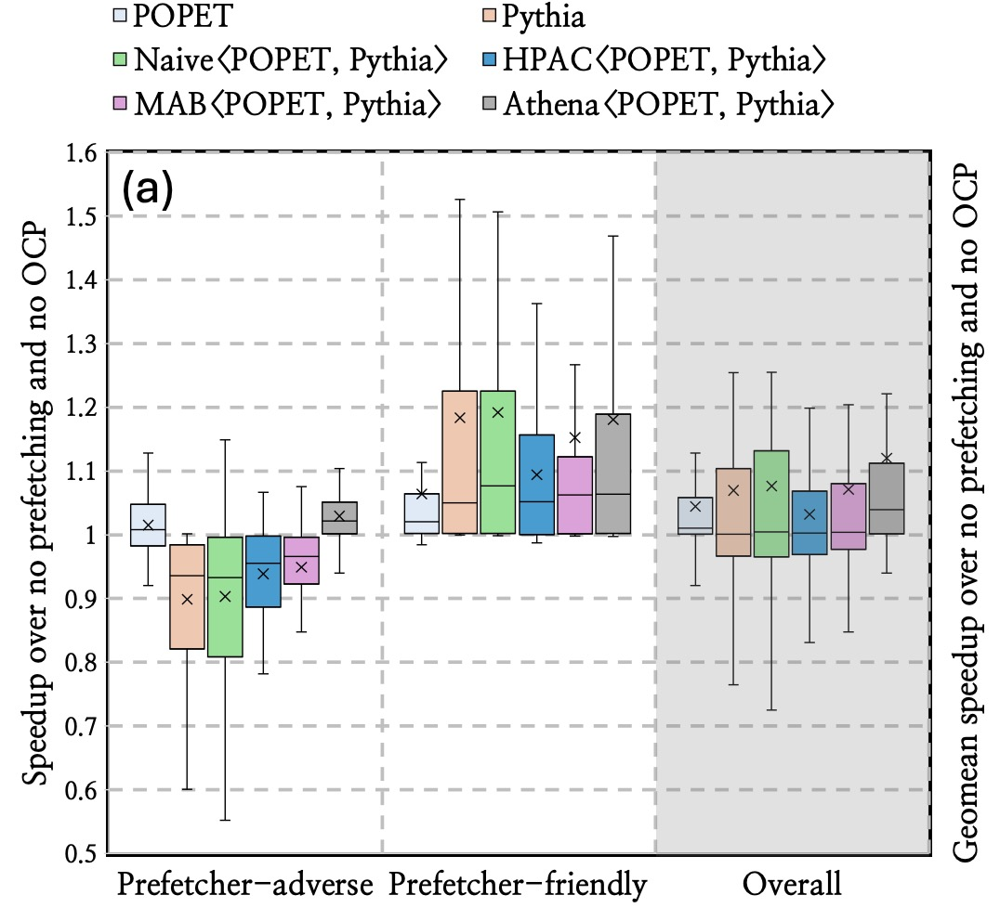 POPET
Pythia
Naive⟨POPET, Pythia⟩
HPAC⟨POPET, Pythia⟩
MAB⟨POPET, Pythia⟩
Athena⟨POPET, Pythia⟩
(a)
Speedup over no prefetching and no OCP
1.6
1.5
1.4
1.3
1.2
1.1
1
0.9
0.8
0.7
0.6
0.5
Prefetcher−adverse
Prefetcher−friendly
Overall
Geomean speedup over no prefetching and no OCP